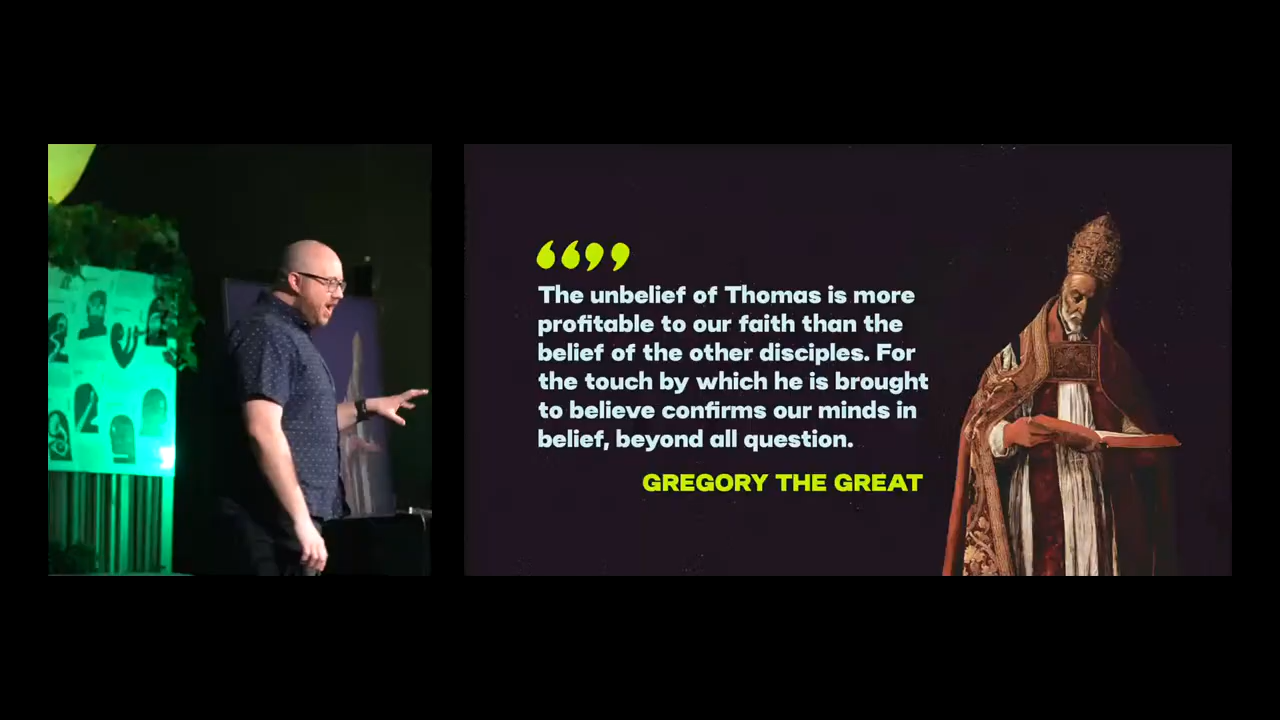 The unbelief of Thomas is more
profitable to our faith than the
belief of the other disciples. For
the touch by which he is brought
to believe confirms our minds in
belief, beyond all question.
GREGORY THE GREAT